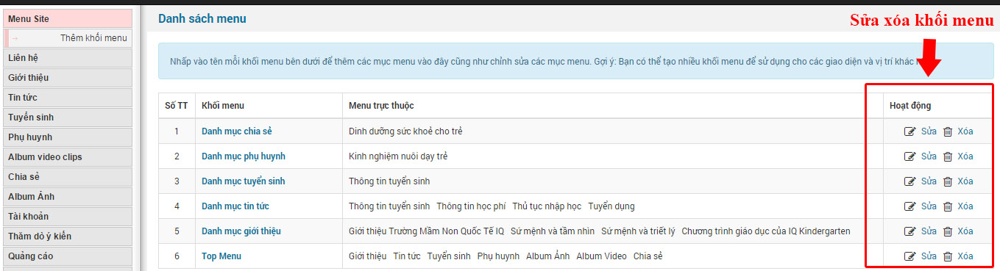 Menu Site
Thêm khối menu
Liên hệ
Giới thiệu
Tin tức
Tuyển sinh
Phụ huynh
Album video clips
Chia sẻ
Album Ảnh
Tài khoản
Thăm dò ý kiến
Quảng cáo
Danh sách menu
Sửa xóa khối menu
Nhấp vào tên mỗi khối menu bên dưới để thêm các mục menu vào đây cũng như chỉnh sửa các mục menu. Gợi ý: Bạn có thể tạo nhiều khối menu để sử dụng cho các giao diện và vị trí khác
Số TT Khối menu Menu trực thuộc Hoạt động
1 Danh mục chia sẻ Dinh dưỡng sức khoẻ cho trẻ Sửa Xóa
2 Danh mục phụ huynh Kinh nghiệm nuôi dạy trẻ Sửa Xóa
3 Danh mục tuyển sinh Thông tin tuyển sinh Sửa Xóa
4 Danh mục tin tức Thông tin tuyển sinh Thông tin học phí Thủ tục nhập học Tuyển dụng Sửa Xóa
5 Danh mục giới thiệu Giới thiệu Trường Mầm Non Quốc Tế IQ Sứ mệnh và tầm nhìn Sứ mệnh và triết lý Chương trình giáo dục của IQ Kindergarten Sửa Xóa
6 Top Menu Giới thiệu Tin tức Tuyển sinh Phụ huynh Album Ảnh Album Video Chia sẻ Sửa Xóa